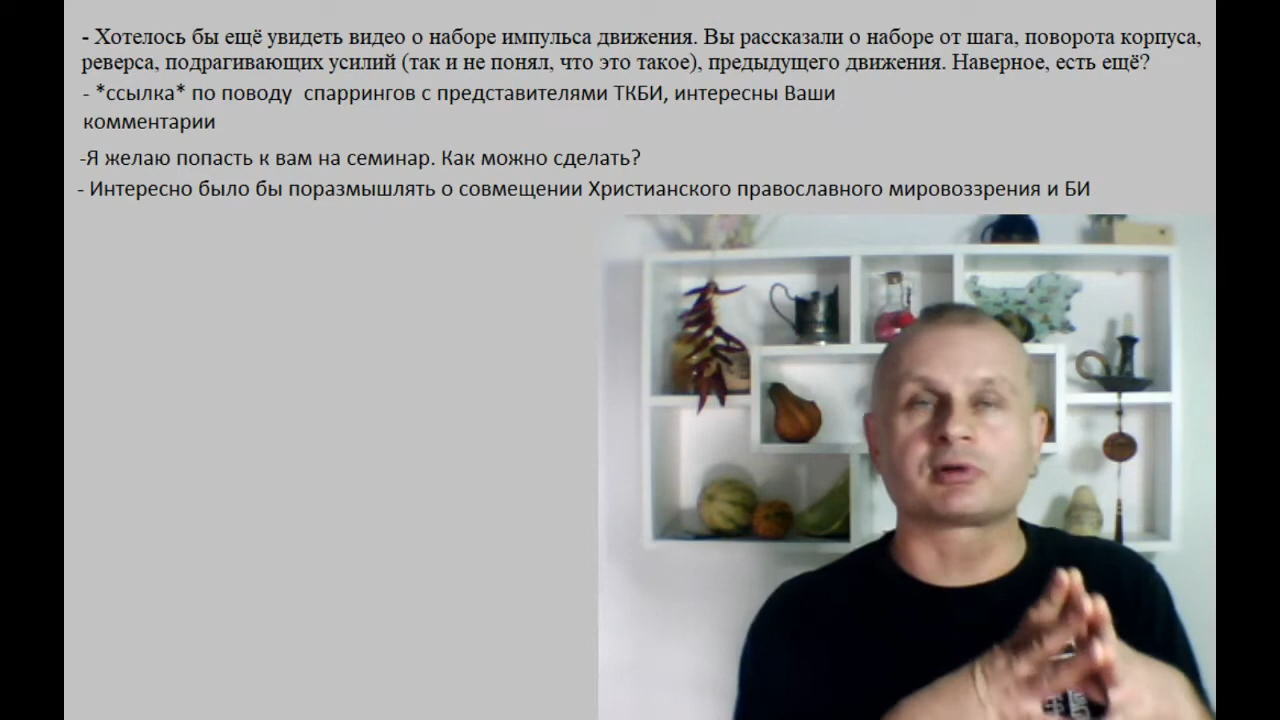 - Хотелось бы ещё увидеть видео о наборе импульса движения. Вы рассказали о наборе от шага, поворота корпуса,
реверса, подрагивающих усилий (так и не понял, что это такое), предыдущего движения. Наверное, есть ещё?
- *ссылка* по поводу  спаррингов с представителями ТКБИ, интересны Ваши
комментарии
-Я желаю попасть к вам на семинар. Как можно сделать?
- Интересно было бы поразмышлять о совмещении Христианского православного мировоззрения и БИ